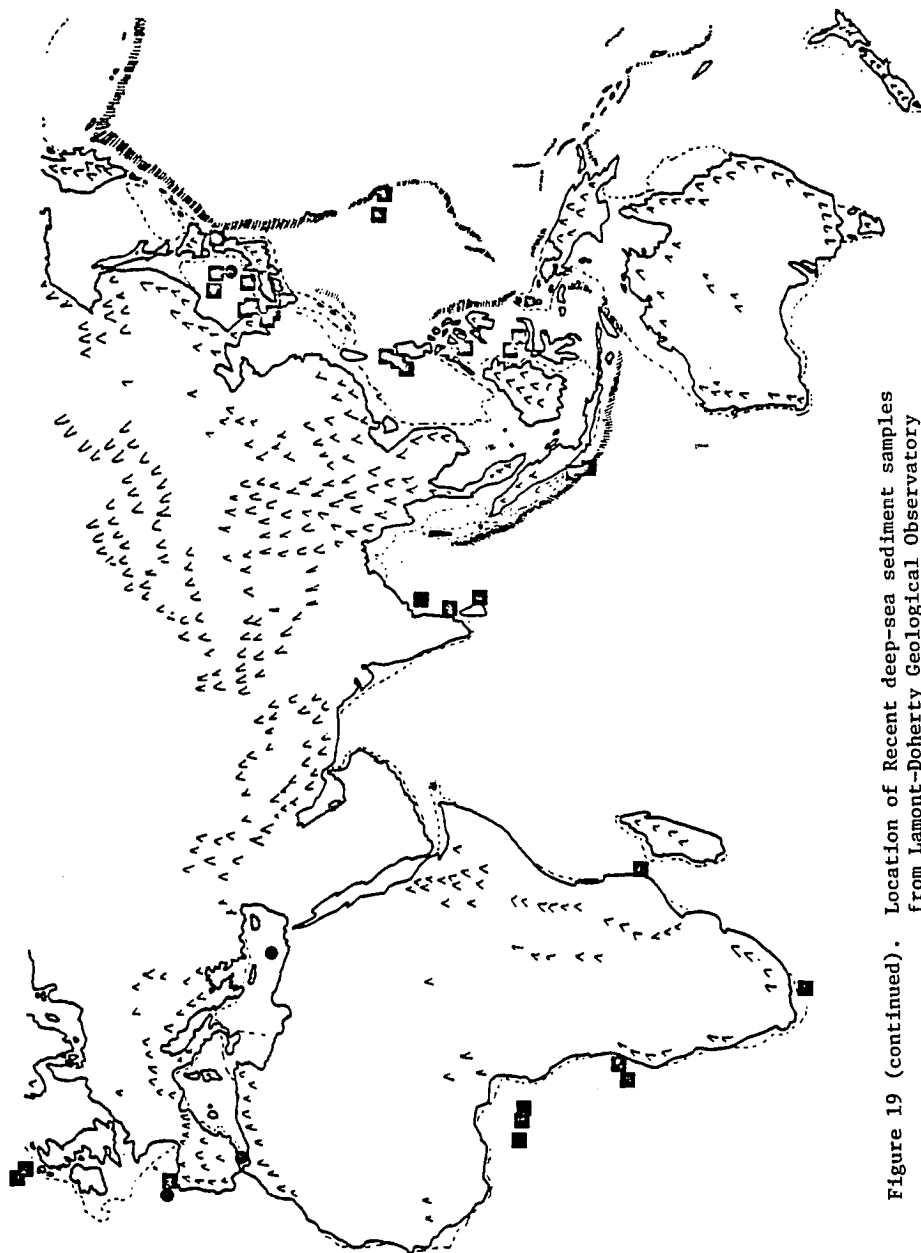 Figure 19 (continued). Location of Recent deep-sea sediment samples
from Lamont-Doherty Geological Observatory